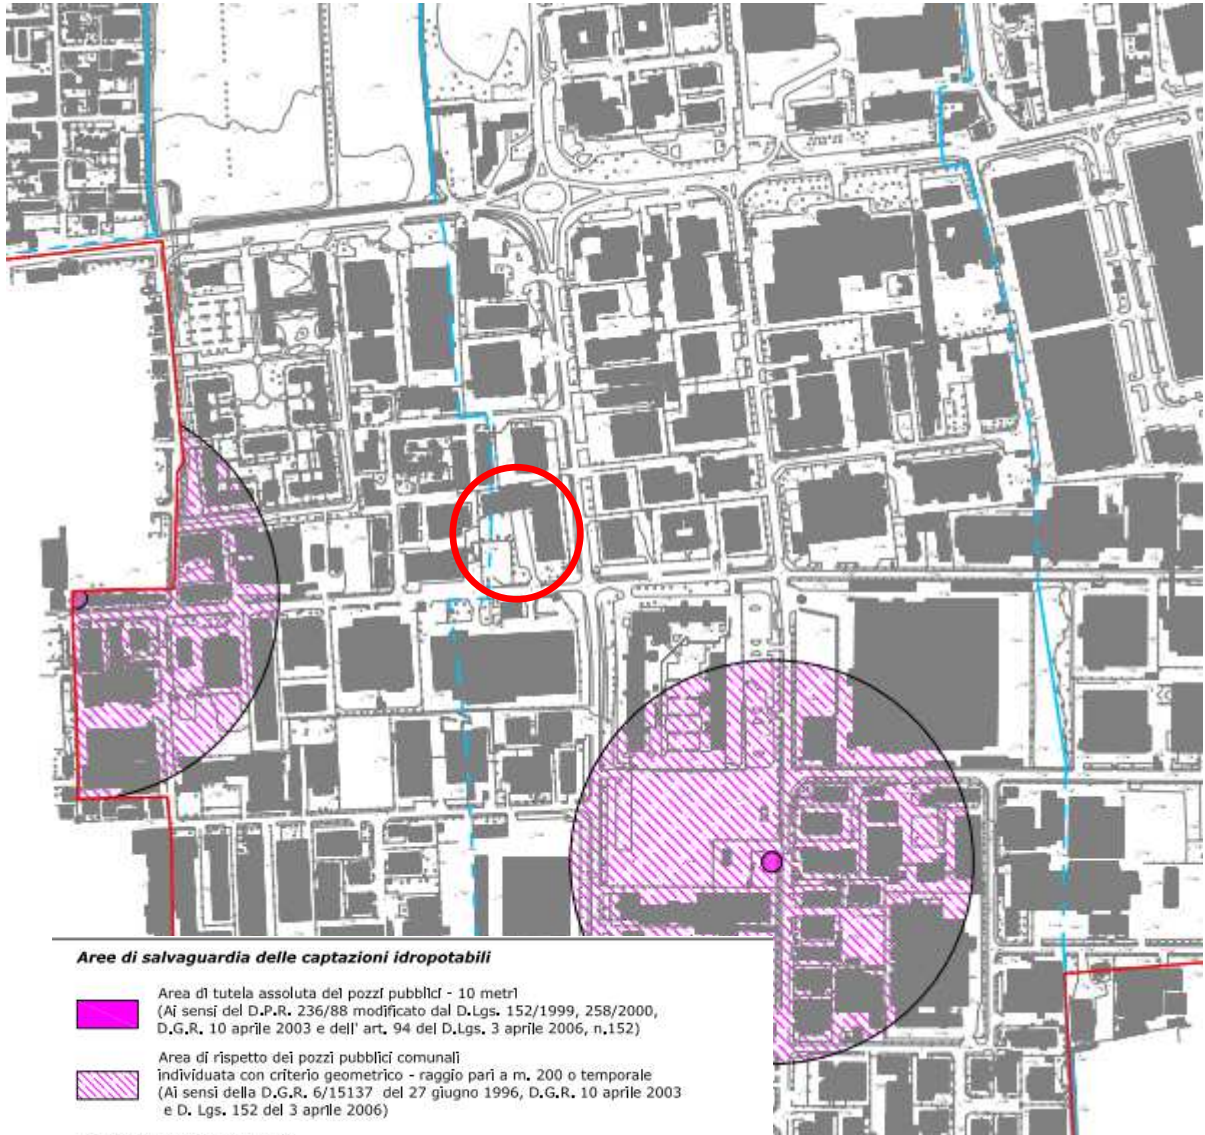 Aree di salvaguardia delle captazioni idropotabili
Area di tutela assoluta dei pozzi pubblici - 10 metri
(Ai sensi del D.P.R. 236/88 modificato dal D.Lgs. 152/1999, 258/2000,
D.G.R. 10 aprile 2003 e dell' art. 94 del D.Lgs. 3 aprile 2006, n.152)
Area di rispetto dei pozzi pubblici comunali
individuata con criterio geometrico - raggio pari a m. 200 o temporale
(Ai sensi della D.G.R. 6/15137 del 27 giugno 1996, D.G.R. 10 aprile 2003
e D. Lgs. 152 del 3 aprile 2006)